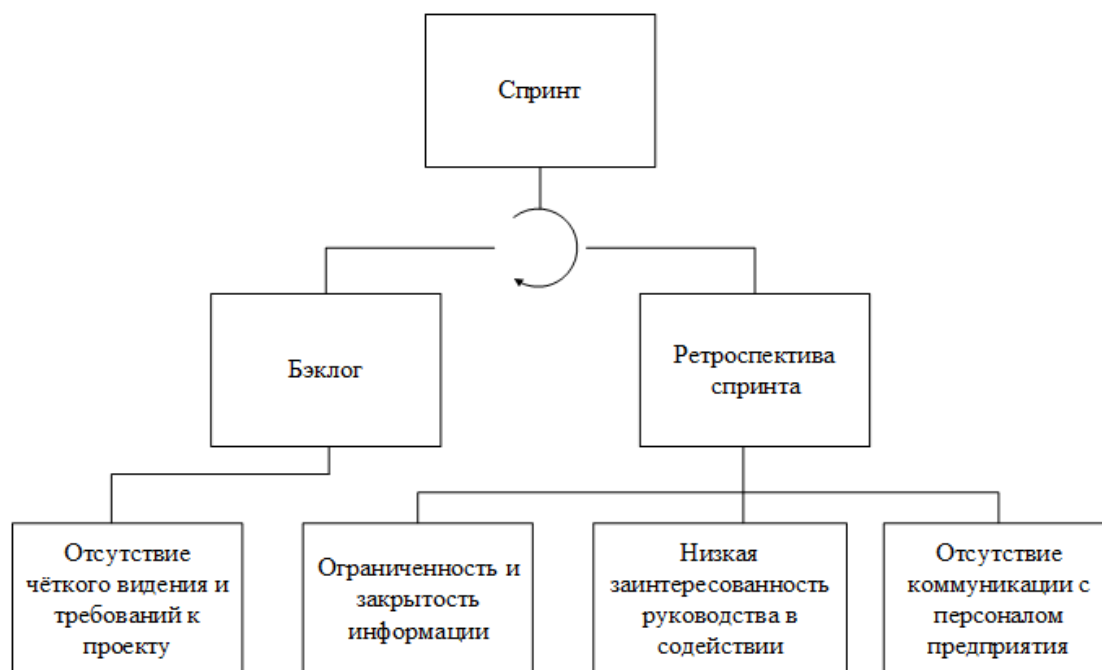 Спринт
Бэклог
Ретроспектива
спринта
Отсутствие
чёткого видения и
требований к
проекту
Ограниченность и
закрытость
информации
Низкая
заинтересованность
руководства в
содействии
Отсутствие
коммуникации с
персоналом
предприятия